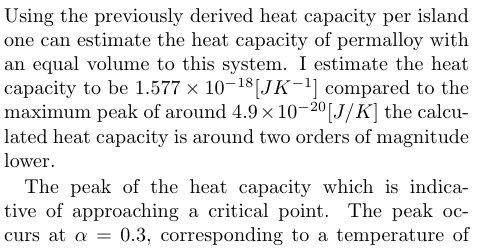 Using the previously derived heat capacity per island
one can estimate the heat capacity of permalloy with
an equal volume to this system. I estimate the heat
capacity to be 1.577 × 10⁻¹⁸[JK⁻¹] compared to the
maximum peak of around 4.9×10⁻²⁰[J/K] the calcu-
lated heat capacity is around two orders of magnitude
lower.
The peak of the heat capacity which is indica-
tive of approaching a critical point. The peak oc-
curs at α = 0.3, corresponding to a temperature of